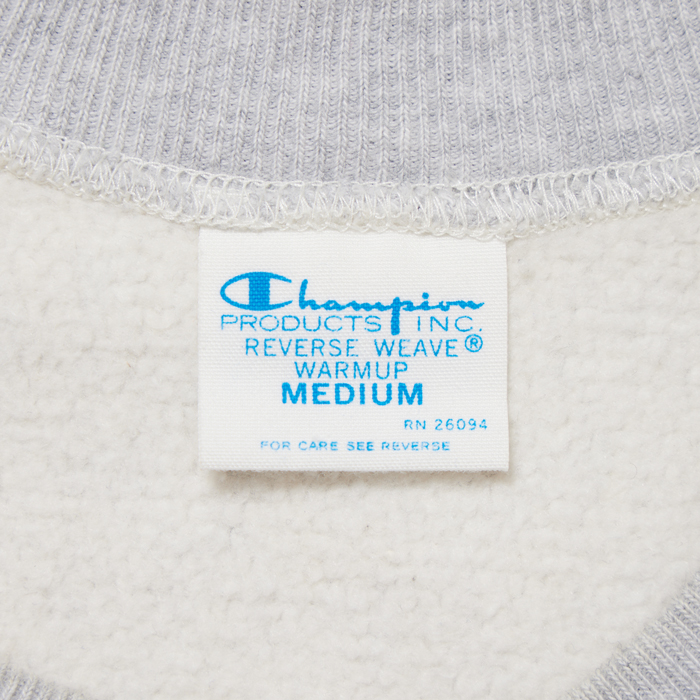 Champion
PRODUCTS INC.
REVERSE WEAVE®
WARMUP
MEDIUM
RN 26094
FOR CARE SEE REVERSE